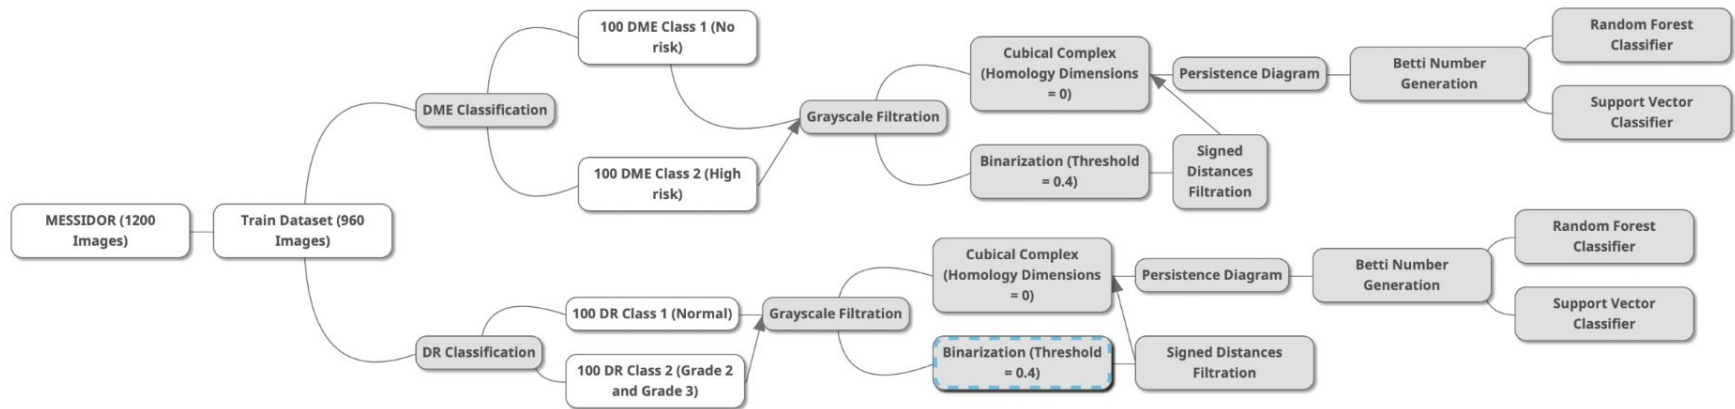 MESSIDOR (1200
Images)
Train Dataset (960
Images)
DME Classification
100 DME Class 1 (No
risk)
100 DME Class 2 (High
risk)
Grayscale Filtration
Cubical Complex
(Homology Dimensions
= 0)
Binarization (Threshold
= 0.4)
Signed
Distances
Filtration
Persistence Diagram
Betti Number
Generation
Random Forest
Classifier
Support Vector
Classifier
DR Classification
100 DR Class 1 (Normal)
100 DR Class 2 (Grade 2
and Grade 3)
Grayscale Filtration
Cubical Complex
(Homology Dimensions
= 0)
Binarization (Threshold
= 0.4)
Signed Distances
Filtration
Persistence Diagram
Betti Number
Generation
Random Forest
Classifier
Support Vector
Classifier